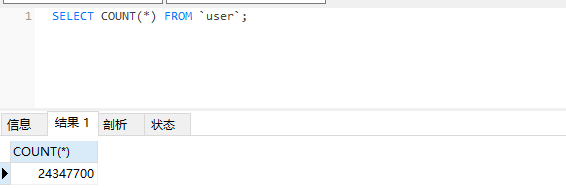 1 SELECT COUNT(*) FROM `user`;
信息 结果 1 剖析 状态
COUNT(*)
24347700